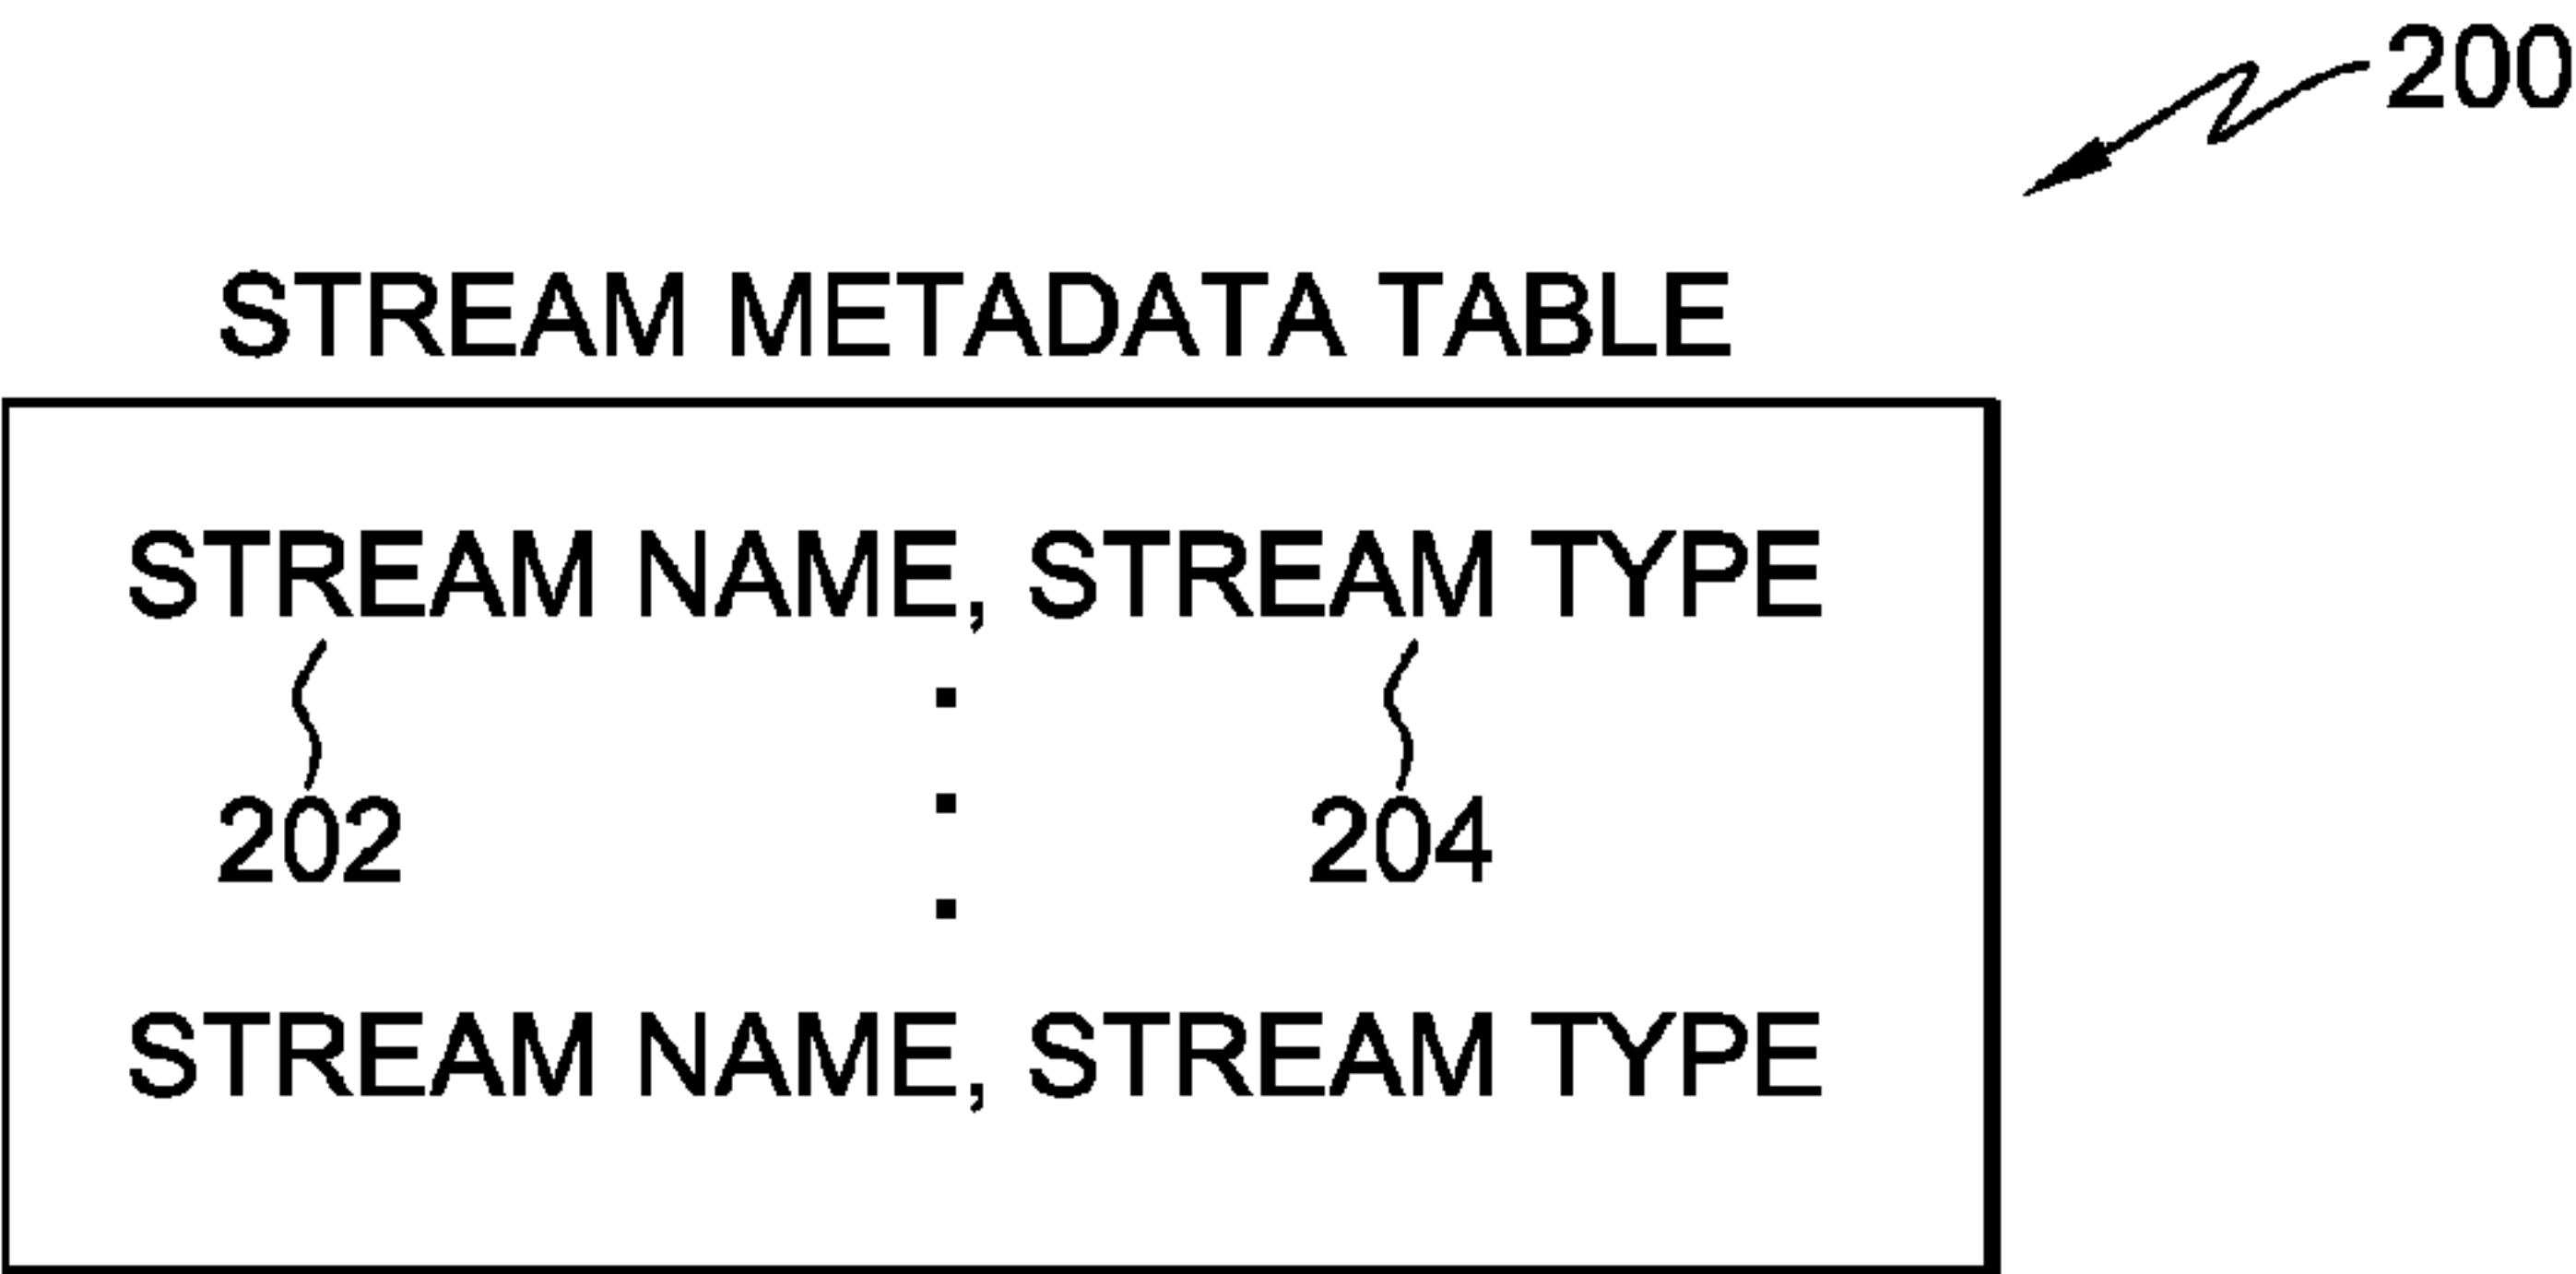 200
STREAM METADATA TABLE
STREAM NAME, STREAM TYPE
202 204
STREAM NAME, STREAM TYPE